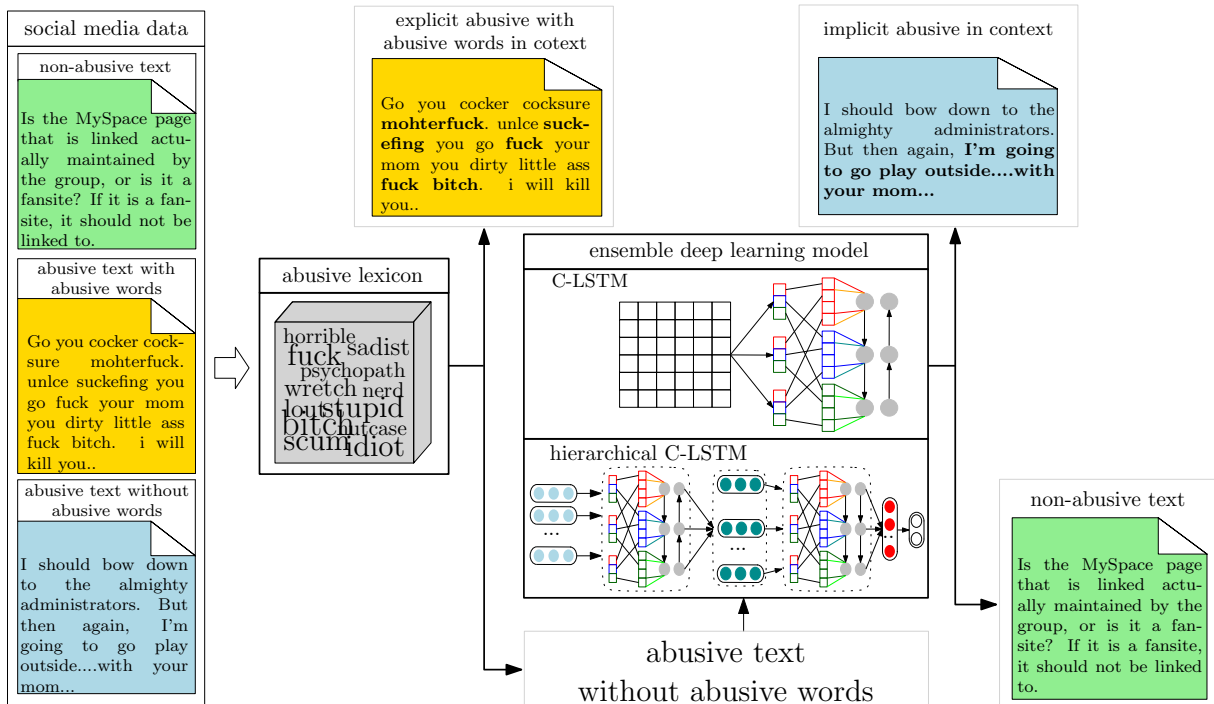 social media data
non-abusive text
Is the MySpace page
that is linked actu-
ally maintained by
the group, or is it a
fansite? If it is a fan-
site, it should not be
linked to.
abusive text with
abusive words
Go you cocker cock-
sure mohterfuck.
unlce suckefing you
go fuck your mom
you dirty little ass
fuck bitch. i will
kill you..
abusive text without
abusive words
I should bow down
to the almighty
administrators. But
then again, I'm
going to go play
outside....with your
mom...
abusive lexicon
horrible
fuck sadist
psychopath
wretch nerd
lout stupid
bitch nutcase
scum idiot
explicit abusive with
abusive words in cotext
Go you cocker cocksure
mohterfuck. unlce suck-
efing you go fuck your
mom you dirty little ass
fuck bitch. i will kill
you..
ensemble deep learning model
C-LSTM
hierarchical C-LSTM
...
...
...
abusive text
without abusive words
implicit abusive in context
I should bow down to the
almighty administrators.
But then again, I'm going
to go play outside....with
your mom...
non-abusive text
Is the MySpace page
that is linked actu-
ally maintained by the
group, or is it a fan-
site? If it is a fansite,
it should not be linked
to.